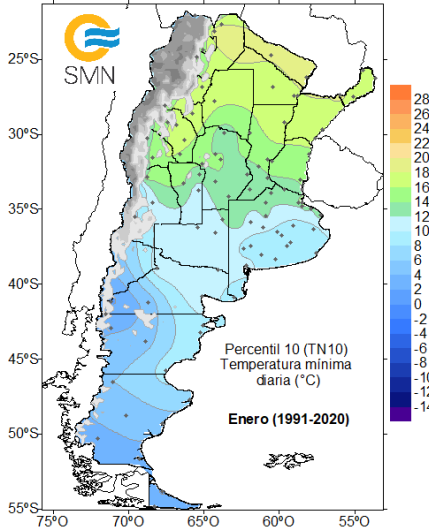 SMN
25°S
30°S
35°S
40°S
45°S
50°S
55°S
75°O
70°O
65°O
60°O
55°O
28
26
24
22
20
18
16
14
12
10
8
6
4
2
0
-2
-4
-6
-8
-10
-12
-14
Percentil 10 (TN10)
Temperatura mínima
diaria (°C)
Enero (1991-2020)